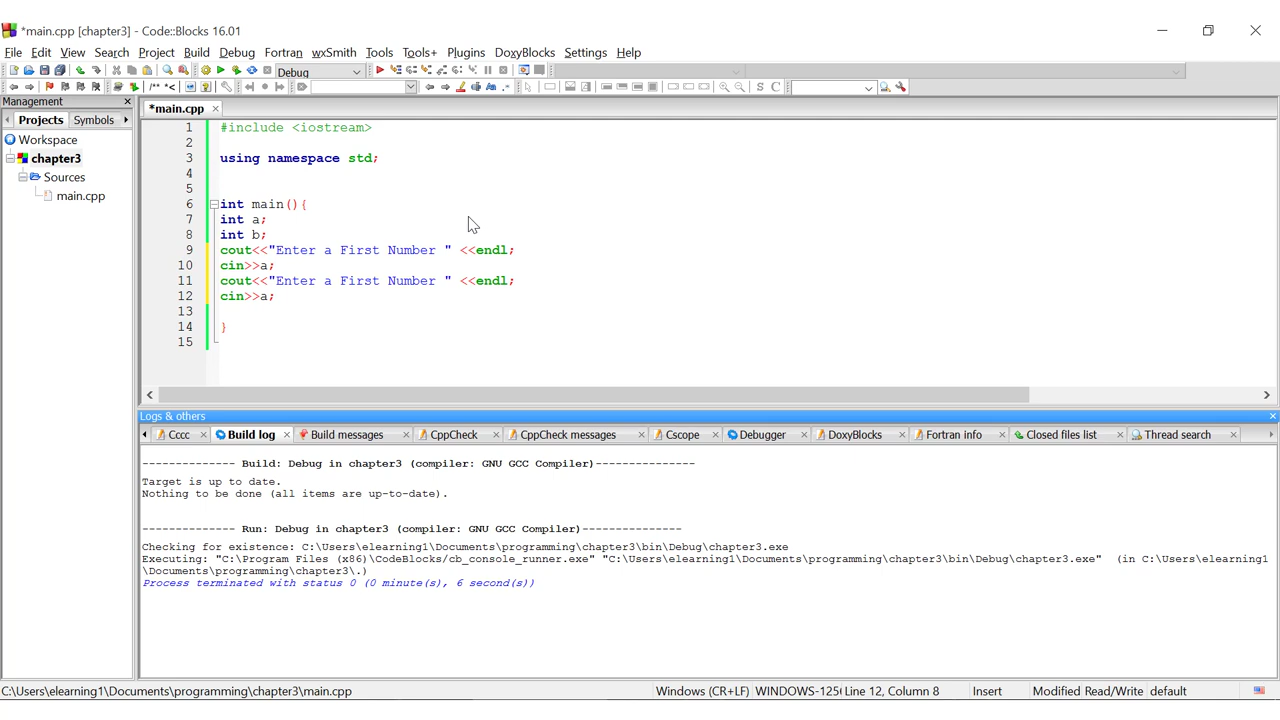 *main.cpp [chapter3] - Code::Blocks 16.01
File Edit View Search Project Build Debug Fortran wxSmith Tools Tools+ Plugins DoxyBlocks Settings Help
Debug
/** *<
S C
Management
*main.cpp
Projects Symbols
Workspace
chapter3
Sources
main.cpp
1 #include <iostream>
2
3 using namespace std;
4
5
6 int main(){
7 int a;
8 int b;
9 cout<<"Enter a First Number " <<endl;
10 cin>>a;
11 cout<<"Enter a First Number " <<endl;
12 cin>>a;
13
14 }
15
Logs & others
Cccc Build log Build messages CppCheck CppCheck messages Cscope Debugger DoxyBlocks Fortran info Closed files list Thread search
-------------- Build: Debug in chapter3 (compiler: GNU GCC Compiler)---------------
Target is up to date.
Nothing to be done (all items are up-to-date).
-------------- Run: Debug in chapter3 (compiler: GNU GCC Compiler)---------------
Checking for existence: C:\Users\elearning1\Documents\programming\chapter3\bin\Debug\chapter3.exe
Executing: "C:\Program Files (x86)\CodeBlocks/cb_console_runner.exe" "C:\Users\elearning1\Documents\programming\chapter3\bin\Debug\chapter3.exe" (in C:\Users\elearning1
\Documents\programming\chapter3\.)
Process terminated with status 0 (0 minute(s), 6 second(s))
C:\Users\elearning1\Documents\programming\chapter3\main.cpp Windows (CR+LF) WINDOWS-125 Line 12, Column 8 Insert Modified Read/Write default